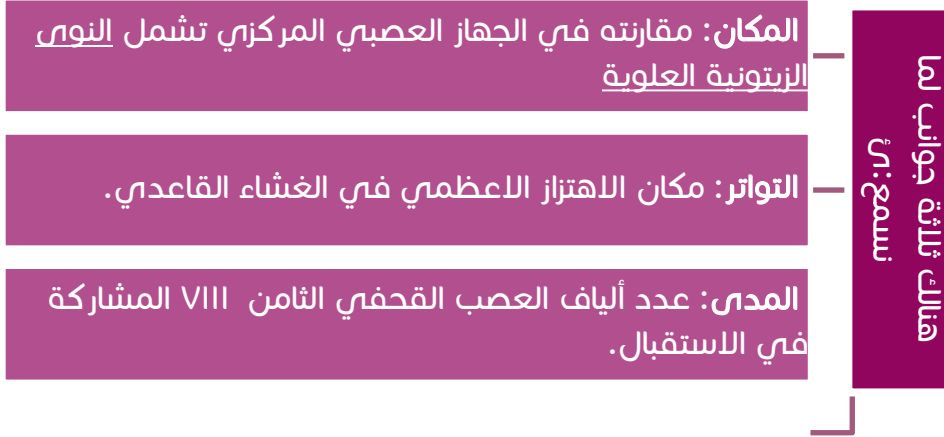 هنالك ثلاثة جوانب لما
نسمع:ئ
المكان: مقارنته في الجهاز العصبي المركزي تشمل النوى
الزيتونية العلوية
التواتر: مكان الاهتزاز الاعظمي في الغشاء القاعدي.
المدى: عدد ألياف العصب القحفي الثامن VIII المشاركة
في الاستقبال.